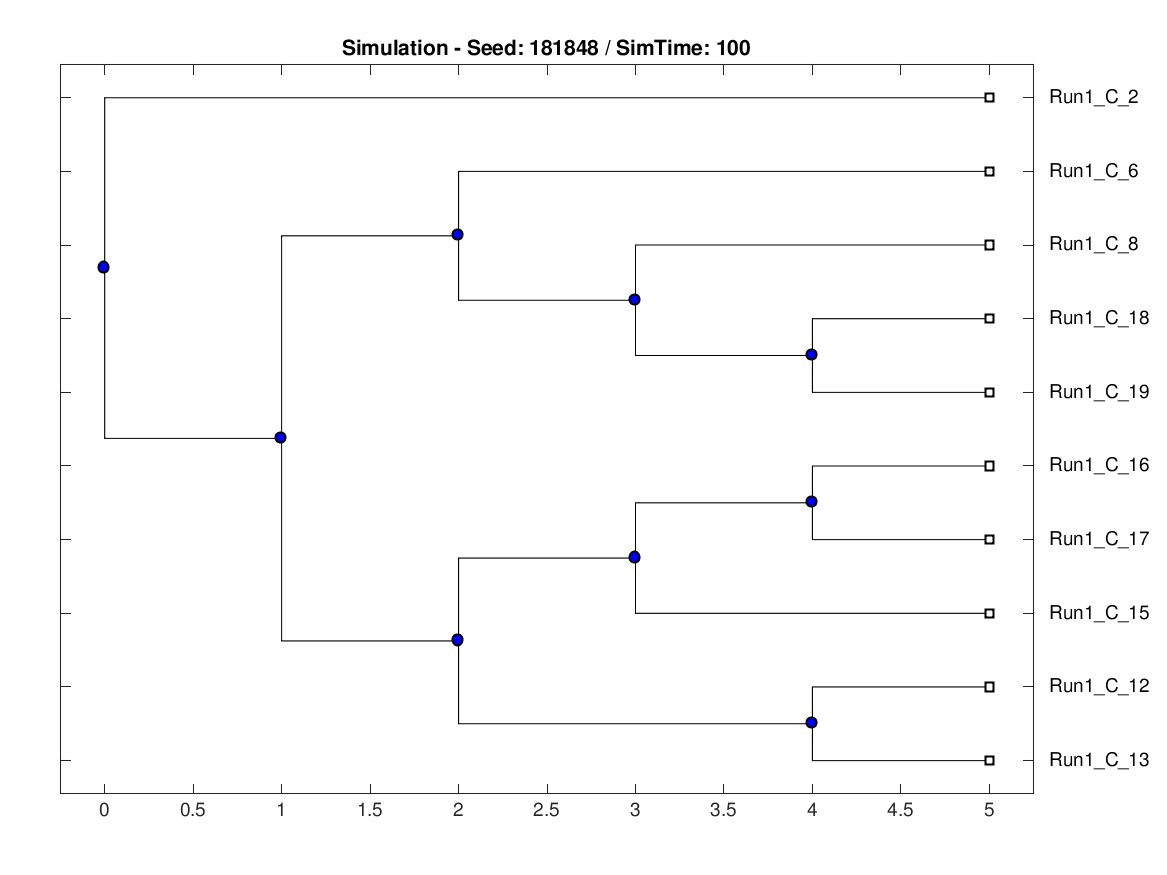 Simulation - Seed: 181848 / SimTime: 100
Run1_C_2
Run1_C_6
Run1_C_8
Run1_C_18
Run1_C_19
Run1_C_16
Run1_C_17
Run1_C_15
Run1_C_12
Run1_C_13
0 0.5 1 1.5 2 2.5 3 3.5 4 4.5 5